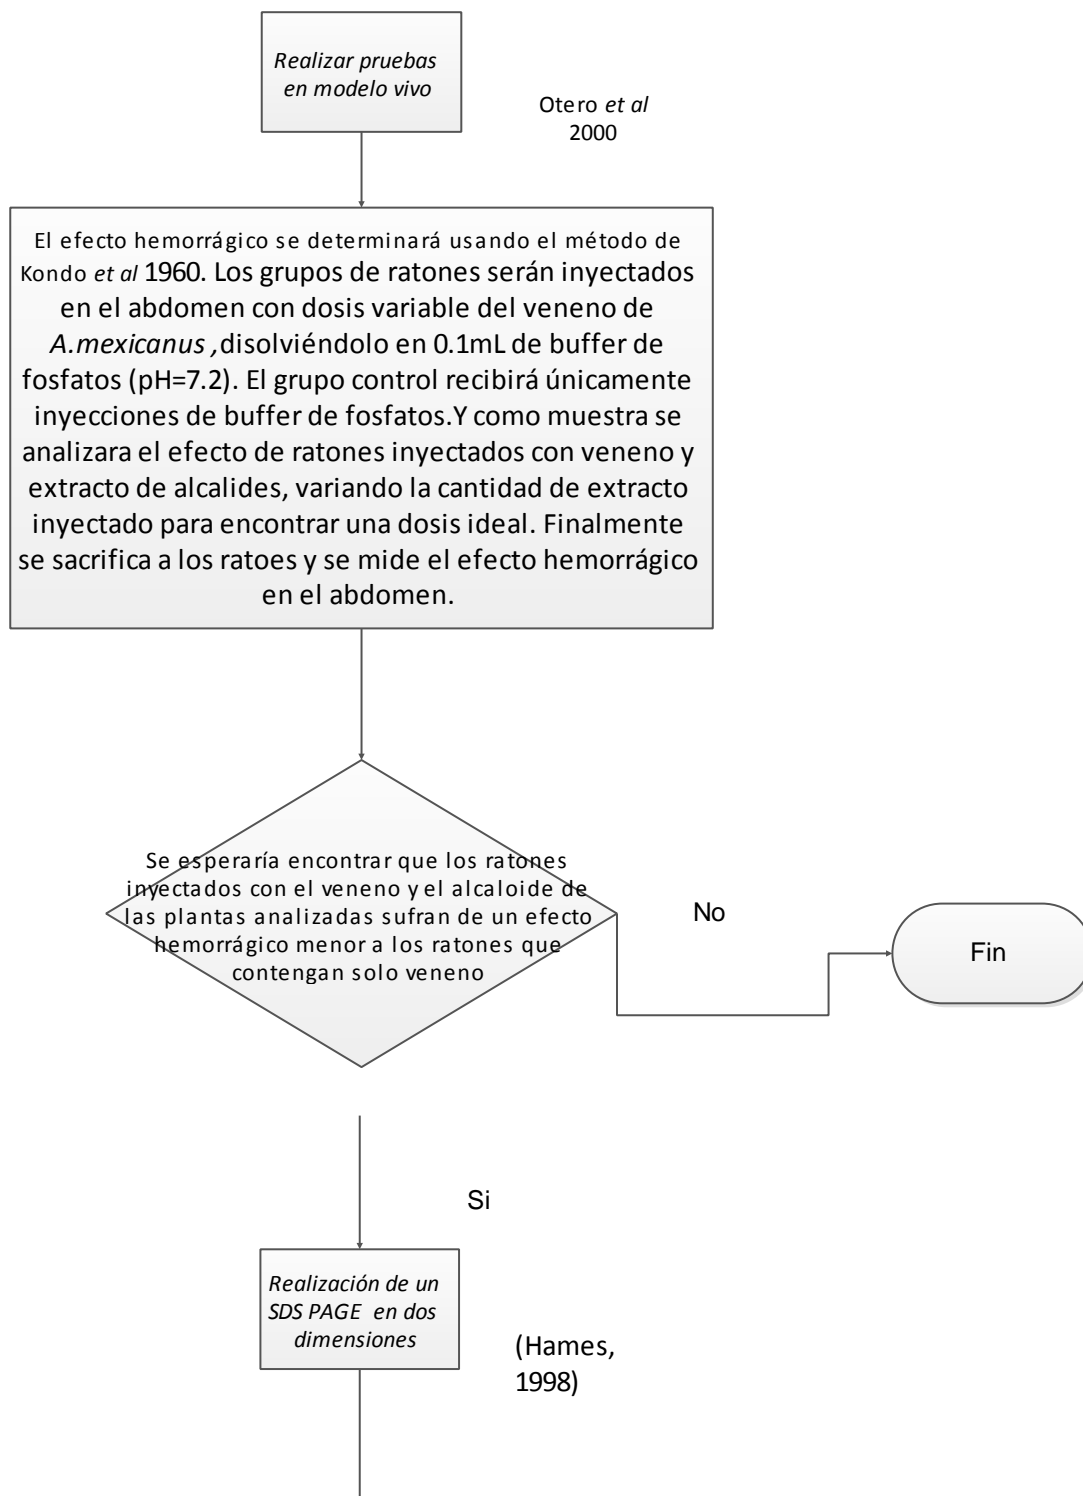 Realizar pruebas
en modelo vivo
Otero et al
2000
El efecto hemorrágico se determinará usando el método de
Kondo et al 1960. Los grupos de ratones serán inyectados
en el abdomen con dosis variable del veneno de
A.mexicanus ,disolviéndolo en 0.1mL de buffer de
fosfatos (pH=7.2). El grupo control recibirá únicamente
inyecciones de buffer de fosfatos.Y como muestra se
analizara el efecto de ratones inyectados con veneno y
extracto de alcalides, variando la cantidad de extracto
inyectado para encontrar una dosis ideal. Finalmente
se sacrifica a los ratoes y se mide el efecto hemorrágico
en el abdomen.
Se esperaría encontrar que los ratones
inyectados con el veneno y el alcaloide de
las plantas analizadas sufran de un efecto
hemorrágico menor a los ratones que
contengan solo veneno
No
Fin
Si
Realización de un
SDS PAGE en dos
dimensiones
(Hames,
1998)